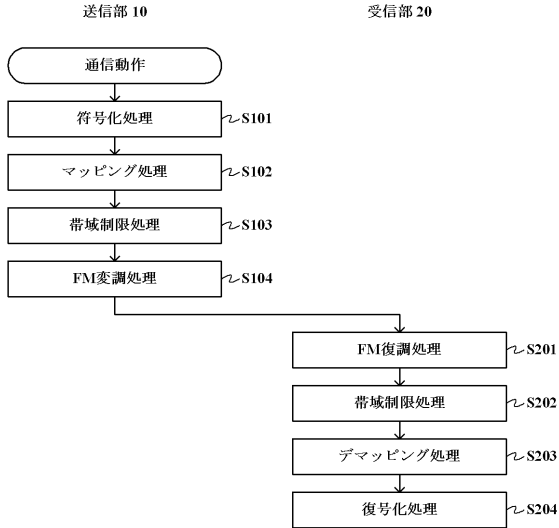 送信部 10
受信部 20
通信動作
符号化処理
S101
マッピング処理
S102
帯域制限処理
S103
FM変調処理
S104
FM復調処理
S201
帯域制限処理
S202
デマッピング処理
S203
復号化処理
S204